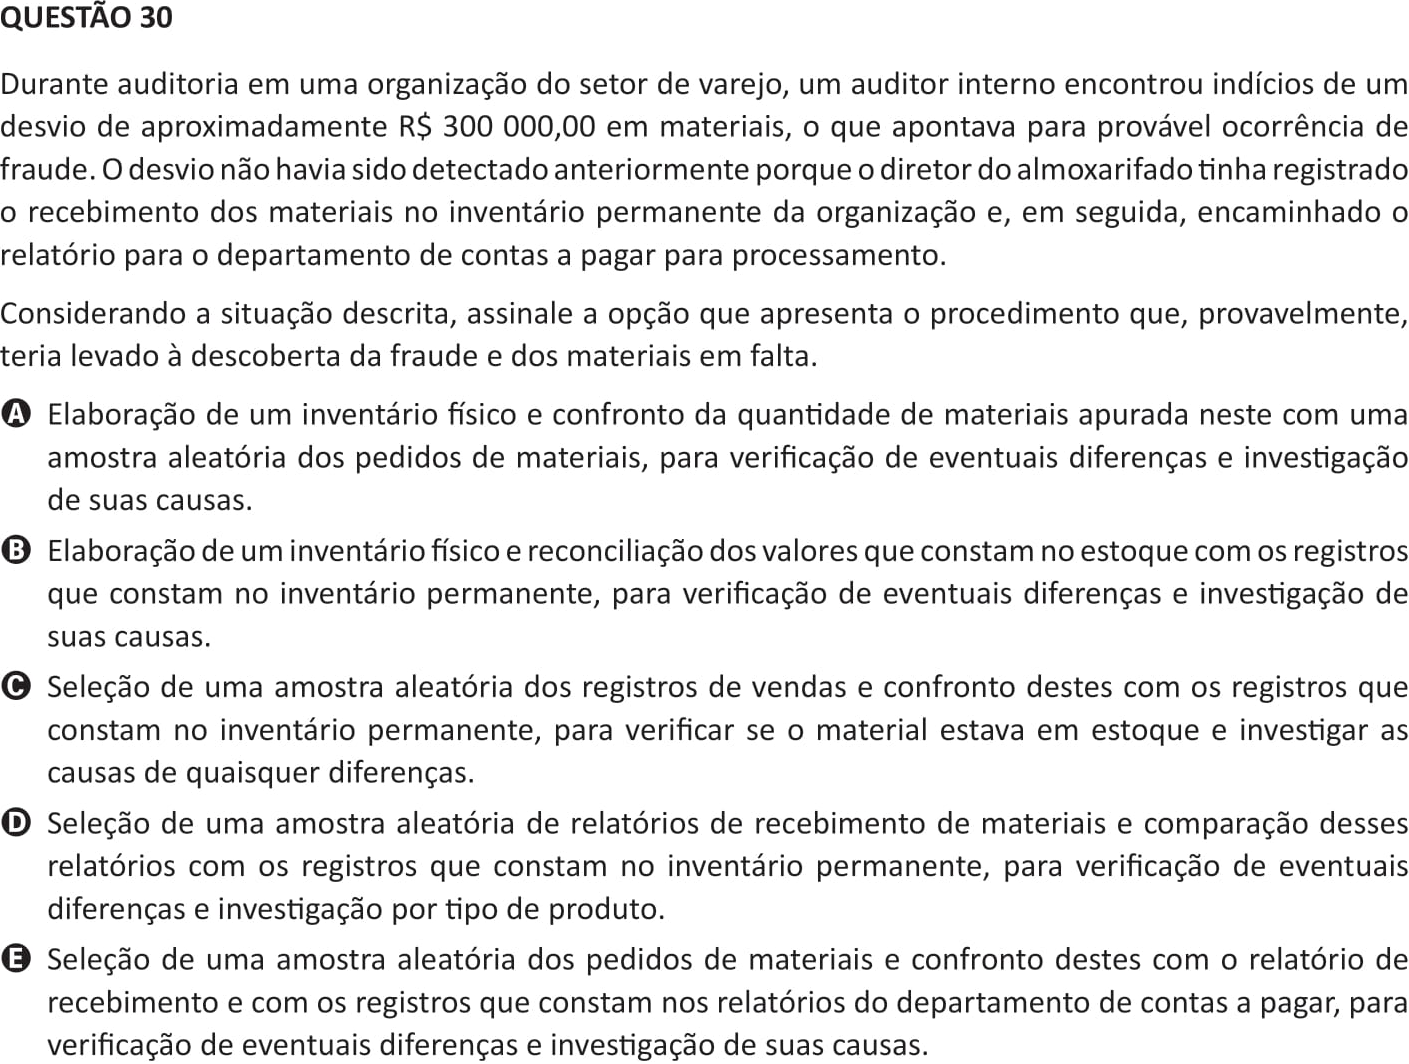 QUESTÃO 30
Durante auditoria em uma organização do setor de varejo, um auditor interno encontrou indícios de um
desvio de aproximadamente R$ 300 000,00 em materiais, o que apontava para provável ocorrência de
fraude. O desvio não havia sido detectado anteriormente porque o diretor do almoxarifado tinha registrado
o recebimento dos materiais no inventário permanente da organização e, em seguida, encaminhado o
relatório para o departamento de contas a pagar para processamento.
Considerando a situação descrita, assinale a opção que apresenta o procedimento que, provavelmente,
teria levado à descoberta da fraude e dos materiais em falta.
A Elaboração de um inventário físico e confronto da quantidade de materiais apurada neste com uma
amostra aleatória dos pedidos de materiais, para verificação de eventuais diferenças e investigação
de suas causas.
B Elaboração de um inventário físico e reconciliação dos valores que constam no estoque com os registros
que constam no inventário permanente, para verificação de eventuais diferenças e investigação de
suas causas.
C Seleção de uma amostra aleatória dos registros de vendas e confronto destes com os registros que
constam no inventário permanente, para verificar se o material estava em estoque e investigar as
causas de quaisquer diferenças.
D Seleção de uma amostra aleatória de relatórios de recebimento de materiais e comparação desses
relatórios com os registros que constam no inventário permanente, para verificação de eventuais
diferenças e investigação por tipo de produto.
E Seleção de uma amostra aleatória dos pedidos de materiais e confronto destes com o relatório de
recebimento e com os registros que constam nos relatórios do departamento de contas a pagar, para
verificação de eventuais diferenças e investigação de suas causas.